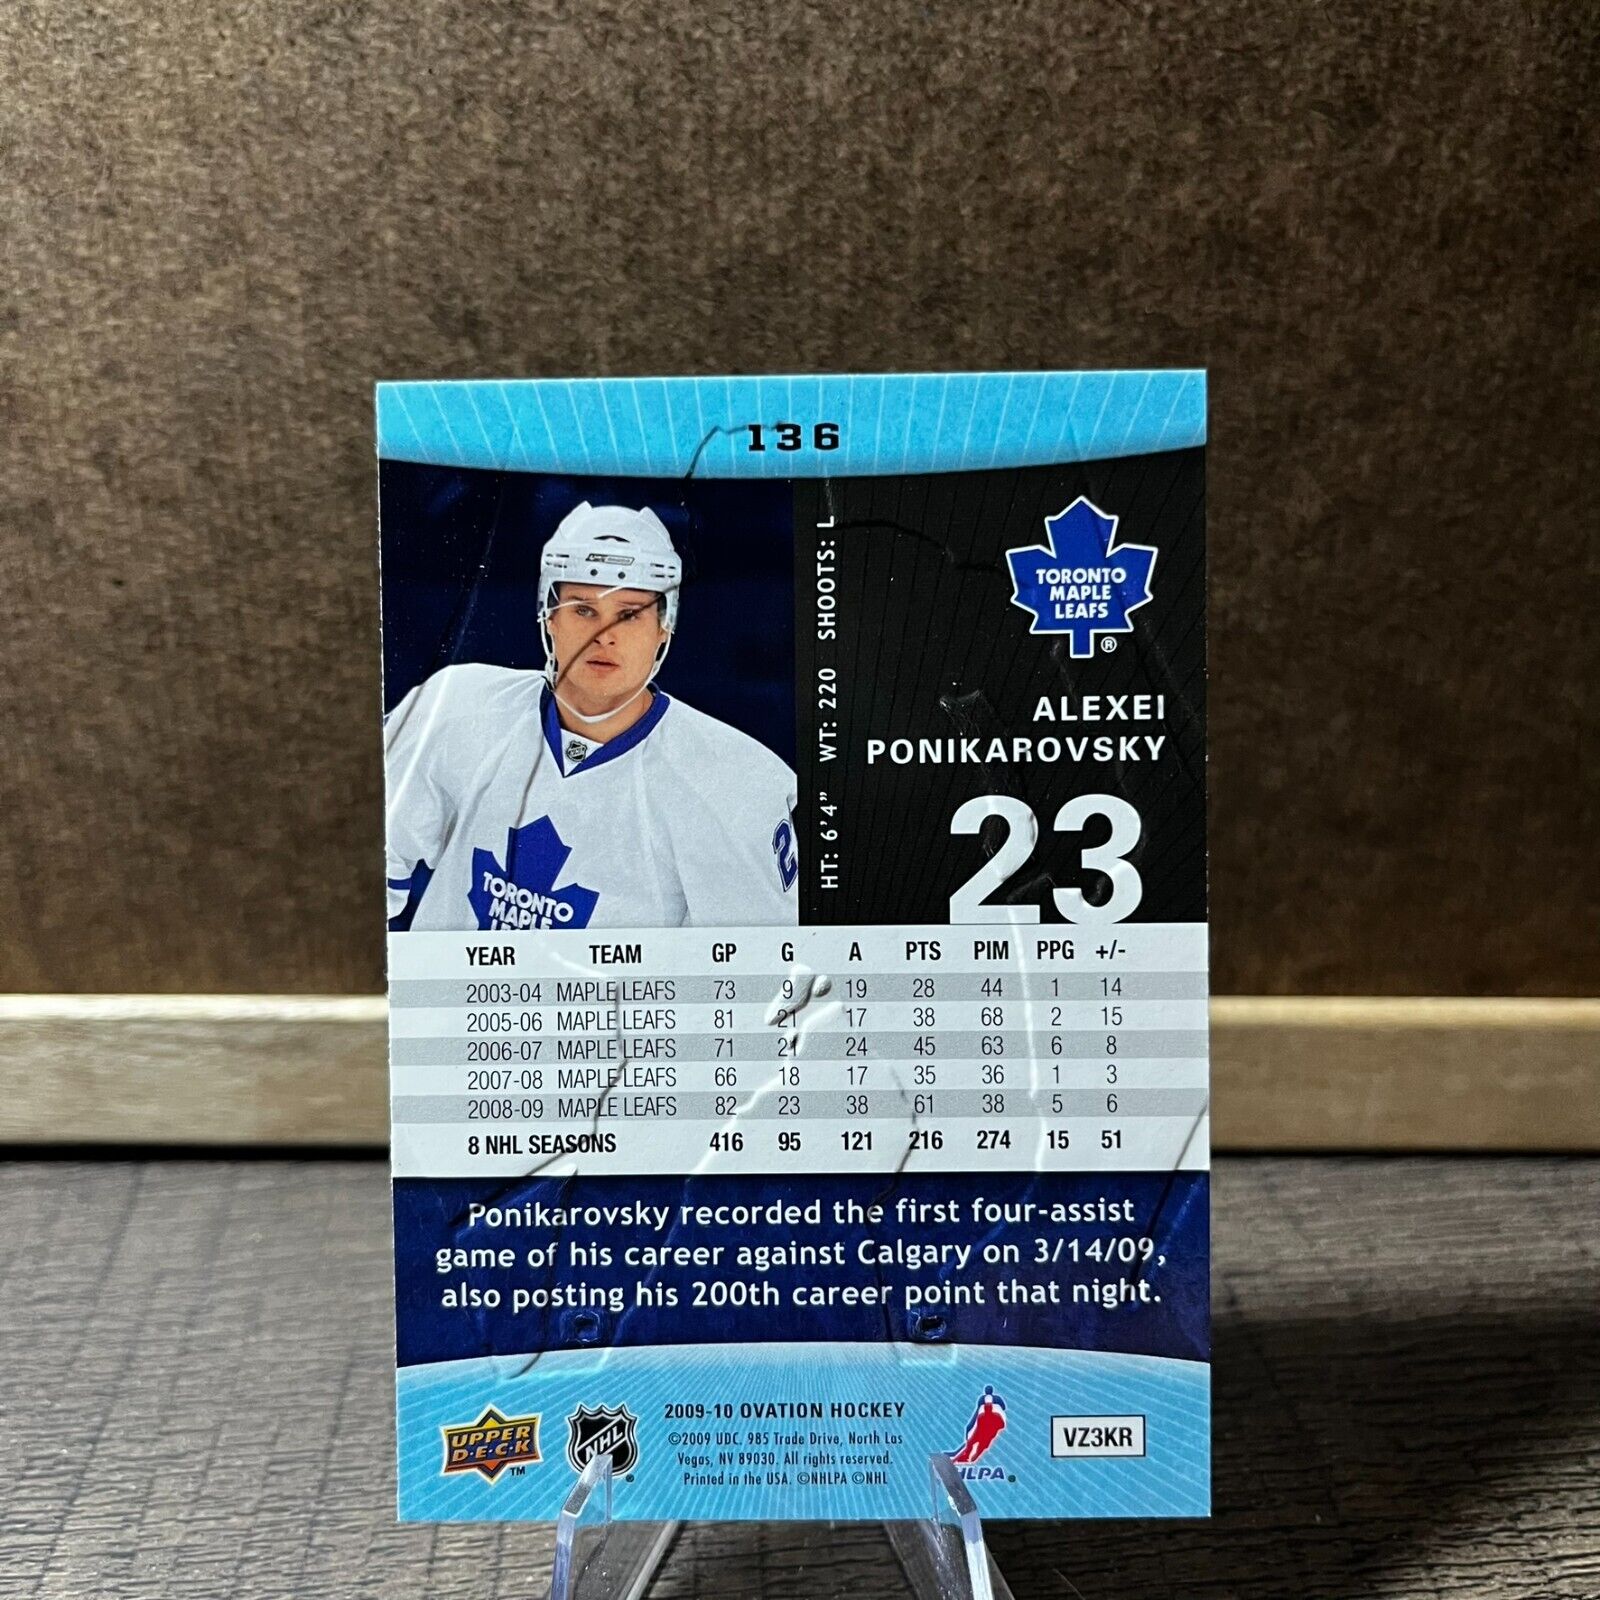 136
TORONTO
MAPLE
LEAFS
®
ALEXEI
PONIKAROVSKY
23
HT: 6'4" WT: 220 SHOOTS: L
2
TORONTO
MAPLE
YEAR TEAM GP G A PTS PIM PPG +/-
2003-04 MAPLE LEAFS 73 9 19 28 44 1 14
2005-06 MAPLE LEAFS 81 21 17 38 68 2 15
2006-07 MAPLE LEAFS 71 21 24 45 63 6 8
2007-08 MAPLE LEAFS 66 18 17 35 36 1 3
2008-09 MAPLE LEAFS 82 23 38 61 38 5 6
8 NHL SEASONS 416 95 121 216 274 15 51
Ponikarovsky recorded the first four-assist
game of his career against Calgary on 3/14/09,
also posting his 200th career point that night.
UPPER
D·E·C·K
TM
NHL
®
2009-10 OVATION HOCKEY
©2009 UDC. 985 Trade Drive, North Las
Vegas, NV 89030. All rights reserved.
Printed in the USA. ©NHLPA ©NHL
HLPA®
VZ3KR